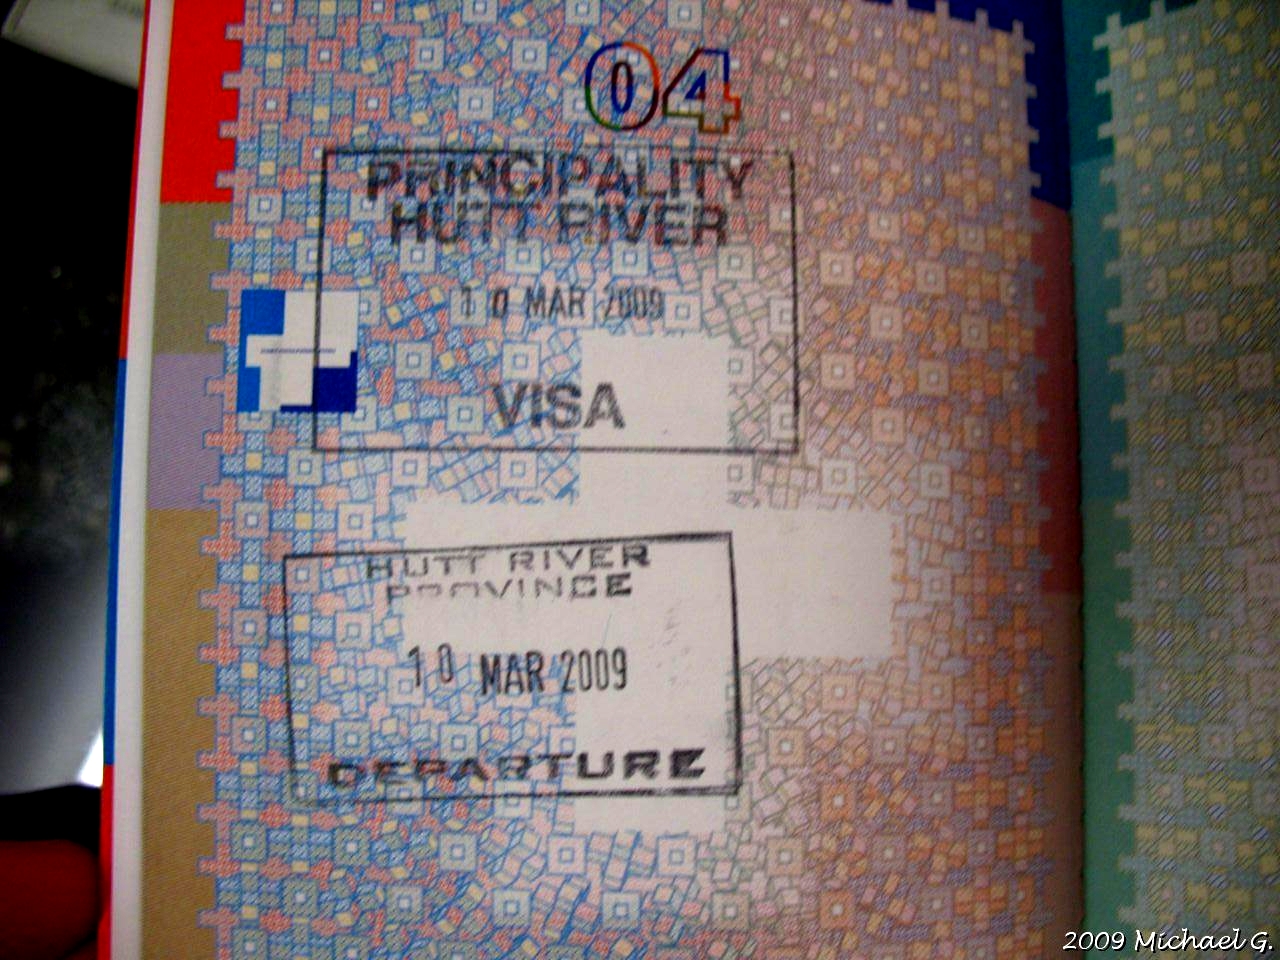 04
PRINCIPALITY
HUTT RIVER
10 MAR 2009
VISA
HUTT RIVER
PROVINCE
10 MAR 2009
DEPARTURE
2009 Michael G.